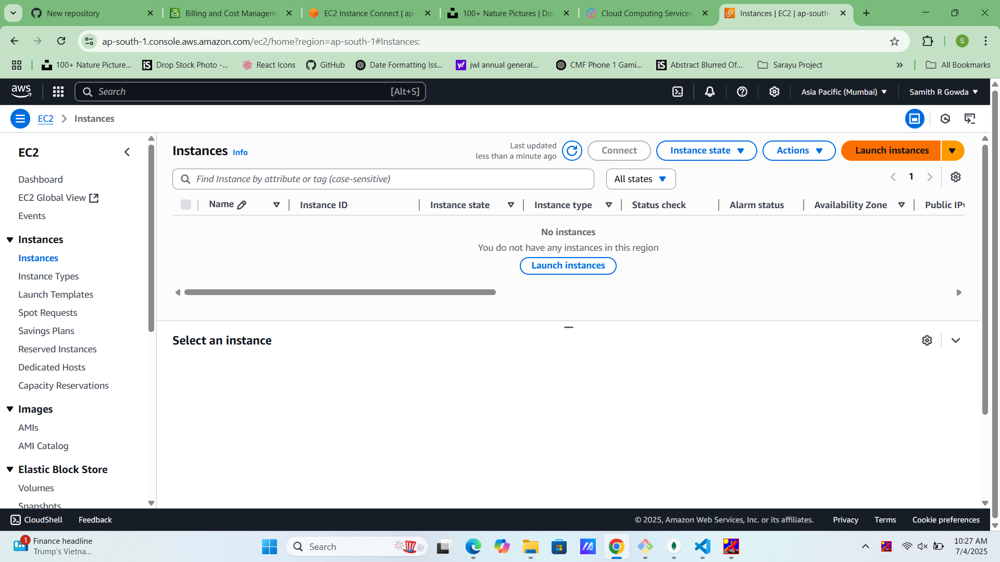 New repository
Billing and Cost Manageme
EC2 Instance Connect | ap-
100+ Nature Pictures | Dow
Cloud Computing Services
Instances | EC2 | ap-south-
ap-south-1.console.aws.amazon.com/ec2/home?region=ap-south-1#Instances:
S
100+ Nature Picture...
Drop Stock Photo -...
React Icons
GitHub
Date Formatting Iss...
jwl annual general...
CMF Phone 1 Gami...
Abstract Blurred Of...
Sarayu Project
All Bookmarks
aws
Search
[Alt+S]
Asia Pacific (Mumbai)
Samith R Gowda
EC2
Instances
EC2
Dashboard
EC2 Global View
Events
Instances
Instances
Instance Types
Launch Templates
Spot Requests
Savings Plans
Reserved Instances
Dedicated Hosts
Capacity Reservations
Images
AMIs
AMI Catalog
Elastic Block Store
Volumes
Snapshots
Instances Info
Last updated
less than a minute ago
Connect
Instance state
Actions
Launch instances
Find Instance by attribute or tag (case-sensitive)
All states
1
Name
Instance ID
Instance state
Instance type
Status check
Alarm status
Availability Zone
Public IPv
No instances
You do not have any instances in this region
Launch instances
Select an instance
CloudShell
Feedback
© 2025, Amazon Web Services, Inc. or its affiliates.
Privacy
Terms
Cookie preferences
1
Finance headline
Trump's Vietna...
Search
10:27 AM
7/4/2025